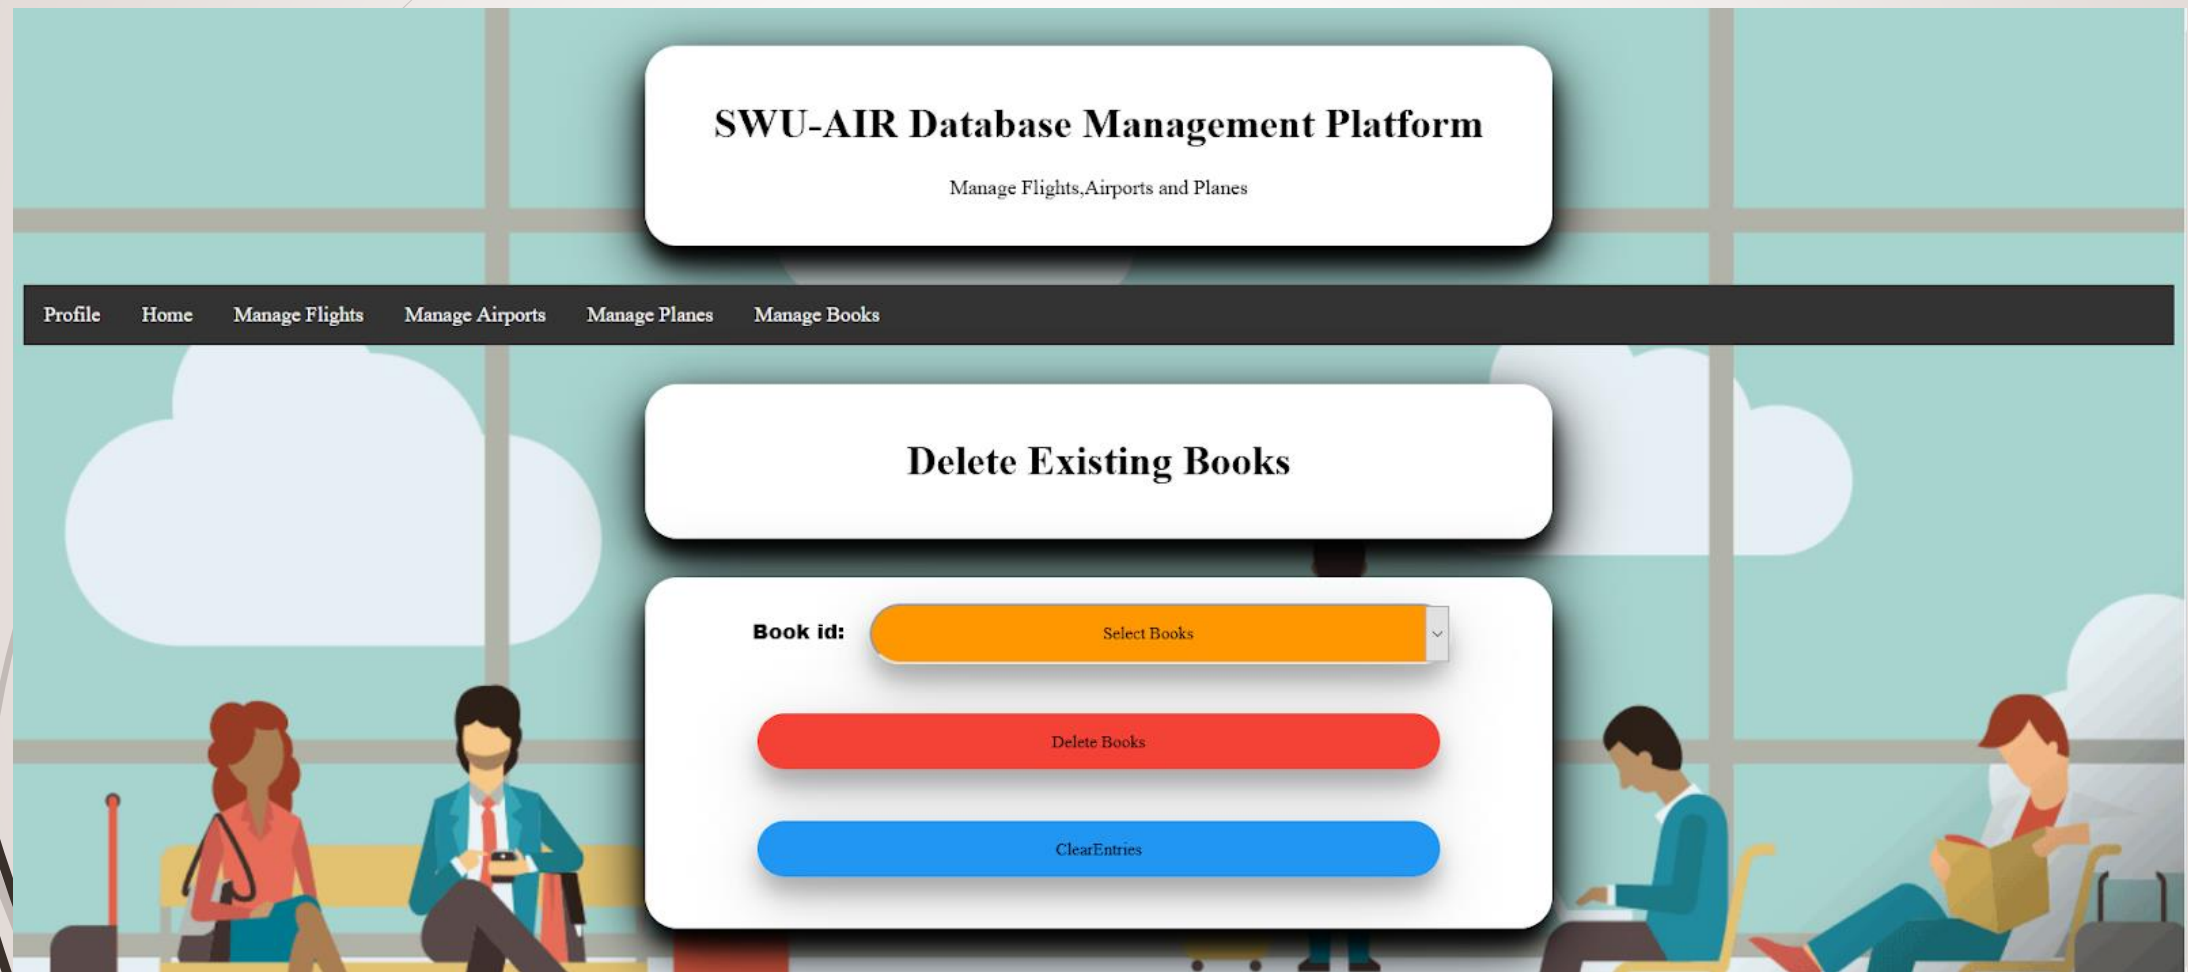 SWU-AIR Database Management Platform
Manage Flights,Airports and Planes
Profile Home Manage Flights Manage Airports Manage Planes Manage Books
Delete Existing Books
Book id: Select Books
Delete Books
ClearEntries